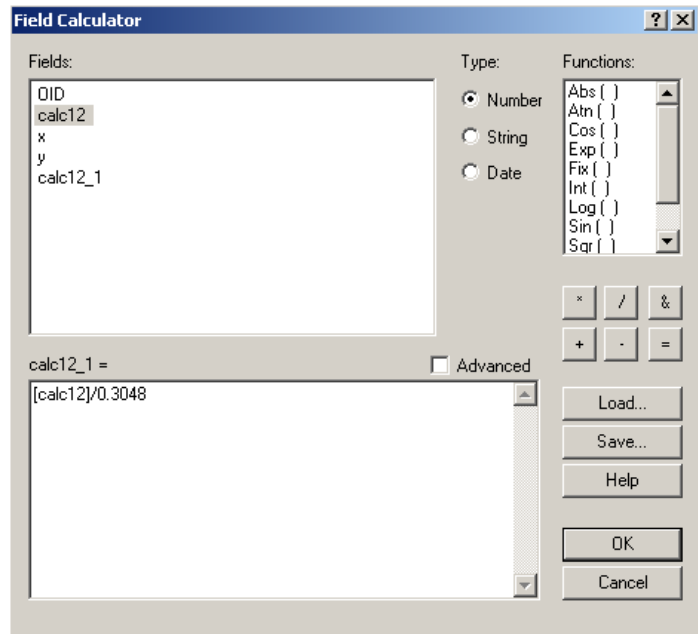 Field Calculator
Fields:
OID
calc12
x
y
calc12_1
Type:
Number
String
Date
Functions:
Abs ( )
Atn ( )
Cos ( )
Exp ( )
Fix ( )
Int ( )
Log ( )
Sin ( )
Sqr ( )
* / &
+ - =
calc12_1 =
Advanced
[calc12]/0.3048
Load...
Save...
Help
OK
Cancel